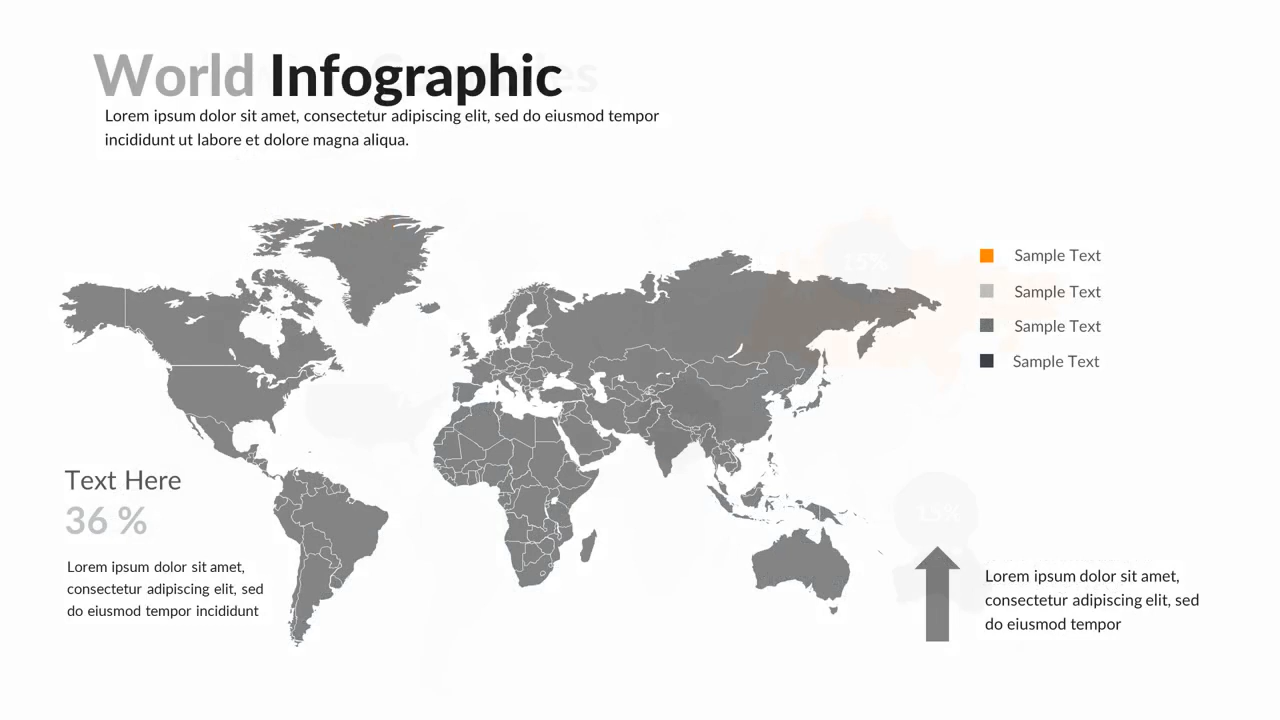 World Infographic
Lorem ipsum dolor sit amet, consectetur adipiscing elit, sed do eiusmod tempor
incididunt ut labore et dolore magna aliqua.
15%
Sample Text
Sample Text
Sample Text
Sample Text
Text Here
36 %
Lorem ipsum dolor sit amet,
consectetur adipiscing elit, sed
do eiusmod tempor incididunt
15%
Lorem ipsum dolor sit amet,
consectetur adipiscing elit, sed
do eiusmod tempor